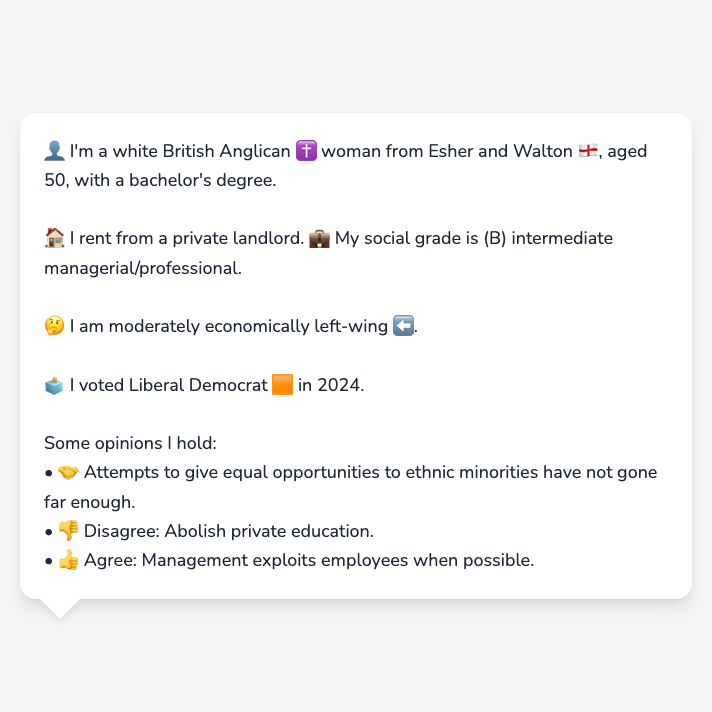 👤 I'm a white British Anglican ✝️ woman from Esher and Walton 🏴󠁧󠁢󠁥󠁮󠁧󠁿, aged
50, with a bachelor's degree.
🏠 I rent from a private landlord. 💼 My social grade is (B) intermediate
managerial/professional.
🤔 I am moderately economically left-wing ⬅️.
🗳️ I voted Liberal Democrat 🟧 in 2024.
Some opinions I hold:
• 🤝 Attempts to give equal opportunities to ethnic minorities have not gone
far enough.
• 👎 Disagree: Abolish private education.
• 👍 Agree: Management exploits employees when possible.